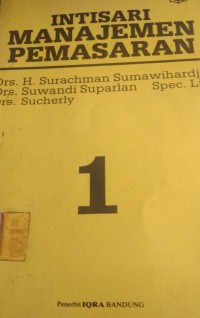 INTISARI
MANAJEMEN
PEMASARAN
Drs. H. Surachman Sumawihardj
Drs. Suwandi Suparlan Spec. L
Drs. Sucherly
1
Penerbit IQRA BANDUNG